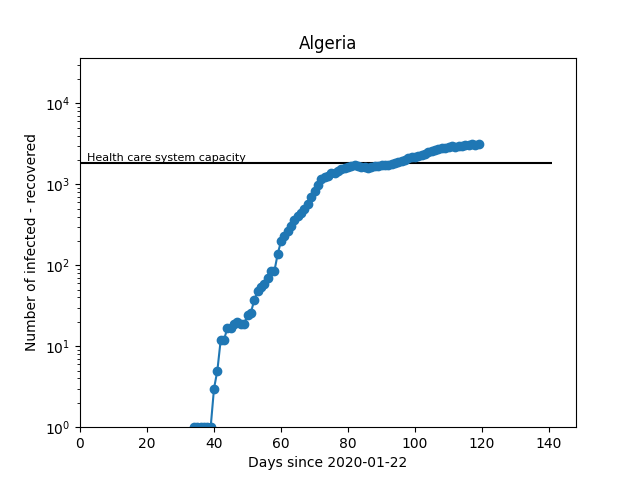 Algeria
Number of infected - recovered
10^4
10^3
10^2
10^1
10^0
Health care system capacity
0 20 40 60 80 100 120 140
Days since 2020-01-22